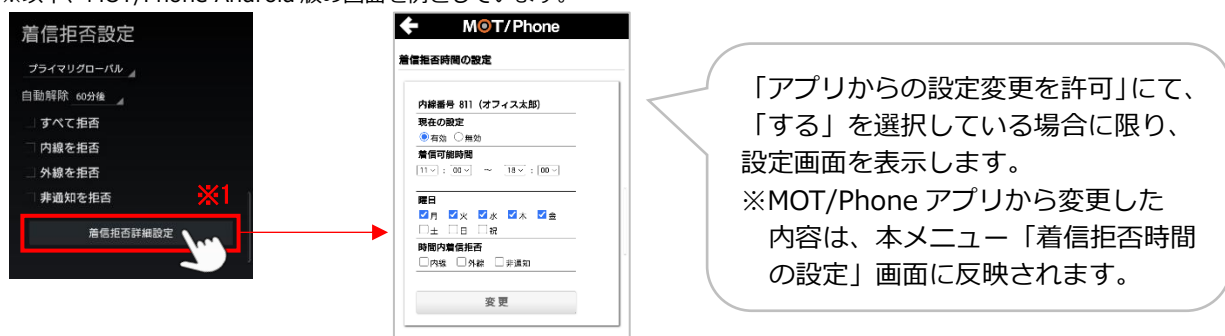 ※以下、MOT/Phone Android 版の画面を例としています。
着信拒否設定
プライマリグローバル
自動解除 60分後
すべて拒否
内線を拒否
外線を拒否
非通知を拒否
※1
着信拒否詳細設定
MOT/Phone
着信拒否時間の設定
内線番号 811（オフィス太郎）
現在の設定
有効 無効
着信可能時間
11 : 00 ～ 18 : 00
曜日
月 火 水 木 金
土 日 祝
時間内着信拒否
内線 外線 非通知
変更
「アプリからの設定変更を許可」にて、
「する」を選択している場合に限り、
設定画面を表示します。
※MOT/Phone アプリから変更した
内容は、本メニュー「着信拒否時間
の設定」画面に反映されます。